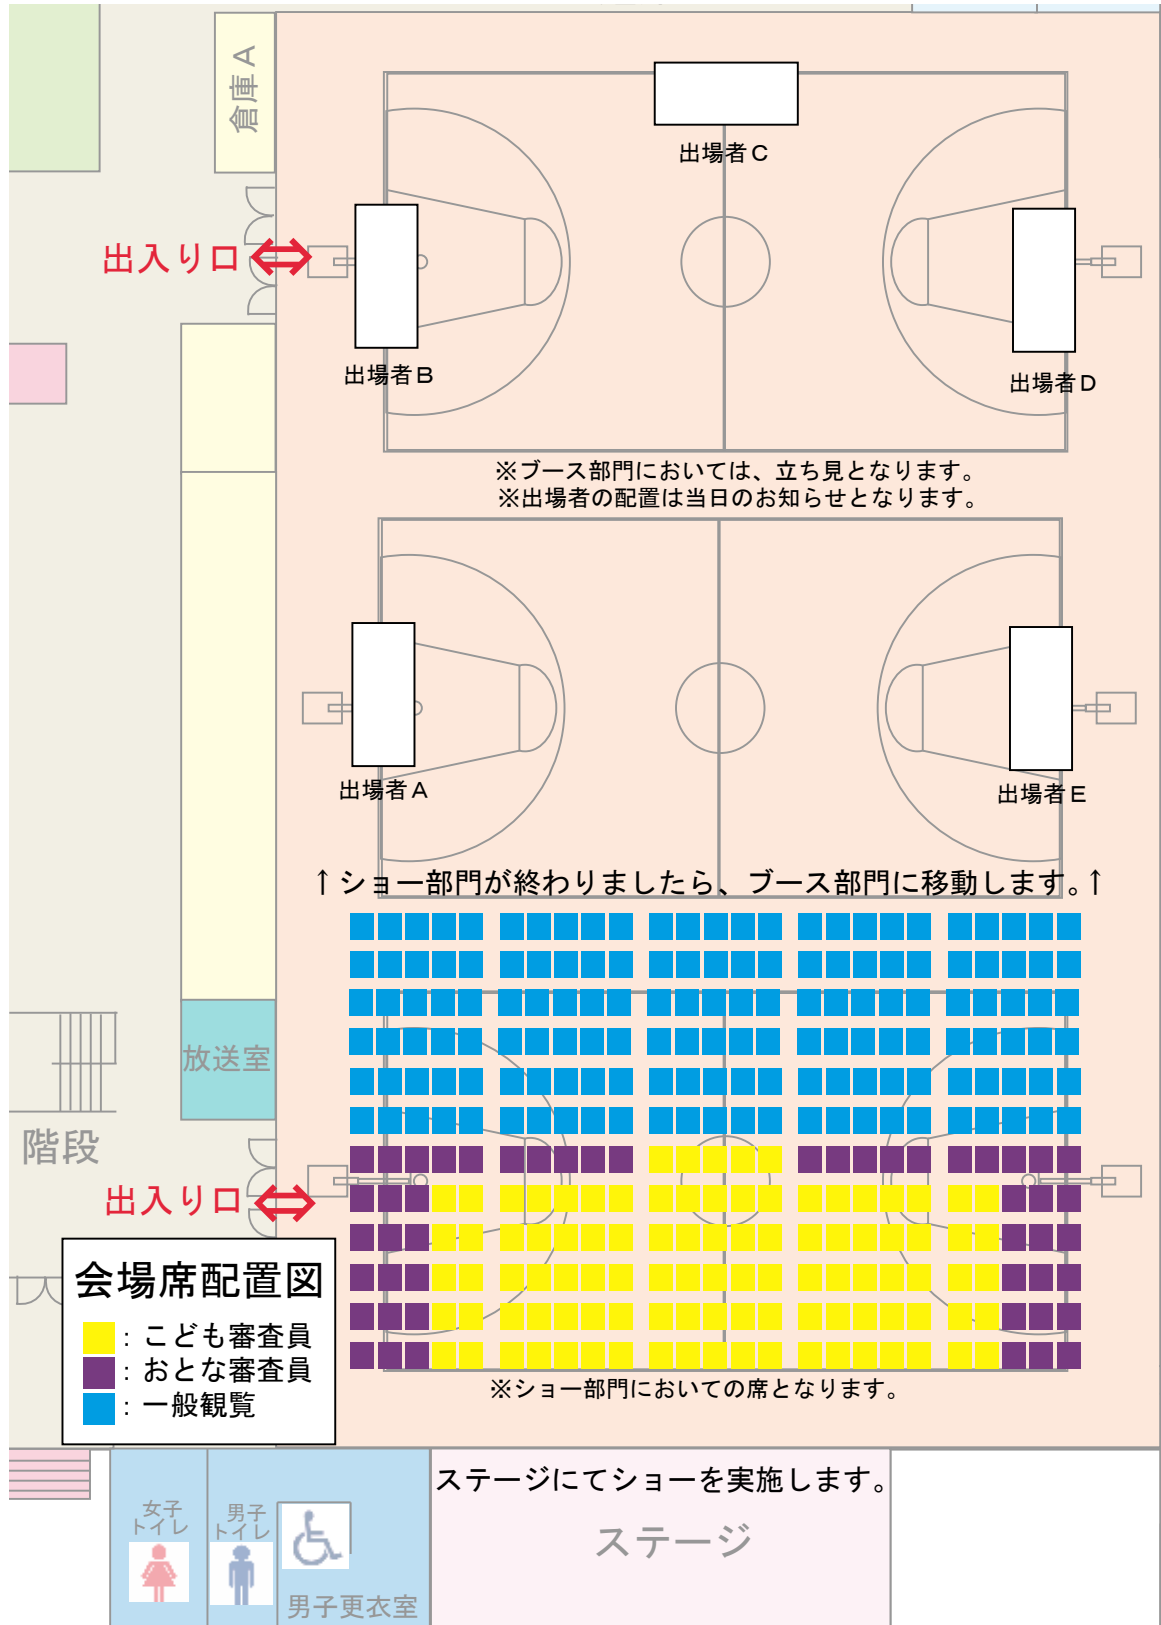 倉庫A
出場者C
出入り口
出場者B
出場者D
※ブース部門においては、立ち見となります。
※出場者の配置は当日のお知らせとなります。
出場者A
出場者E
↑ショー部門が終わりましたら、ブース部門に移動します。↑
放送室
階段
出入り口
会場席配置図
：こども審査員
：おとな審査員
：一般観覧
※ショー部門においての席となります。
ステージにてショーを実施します。
女子
トイレ
男子
トイレ
ステージ
男子更衣室